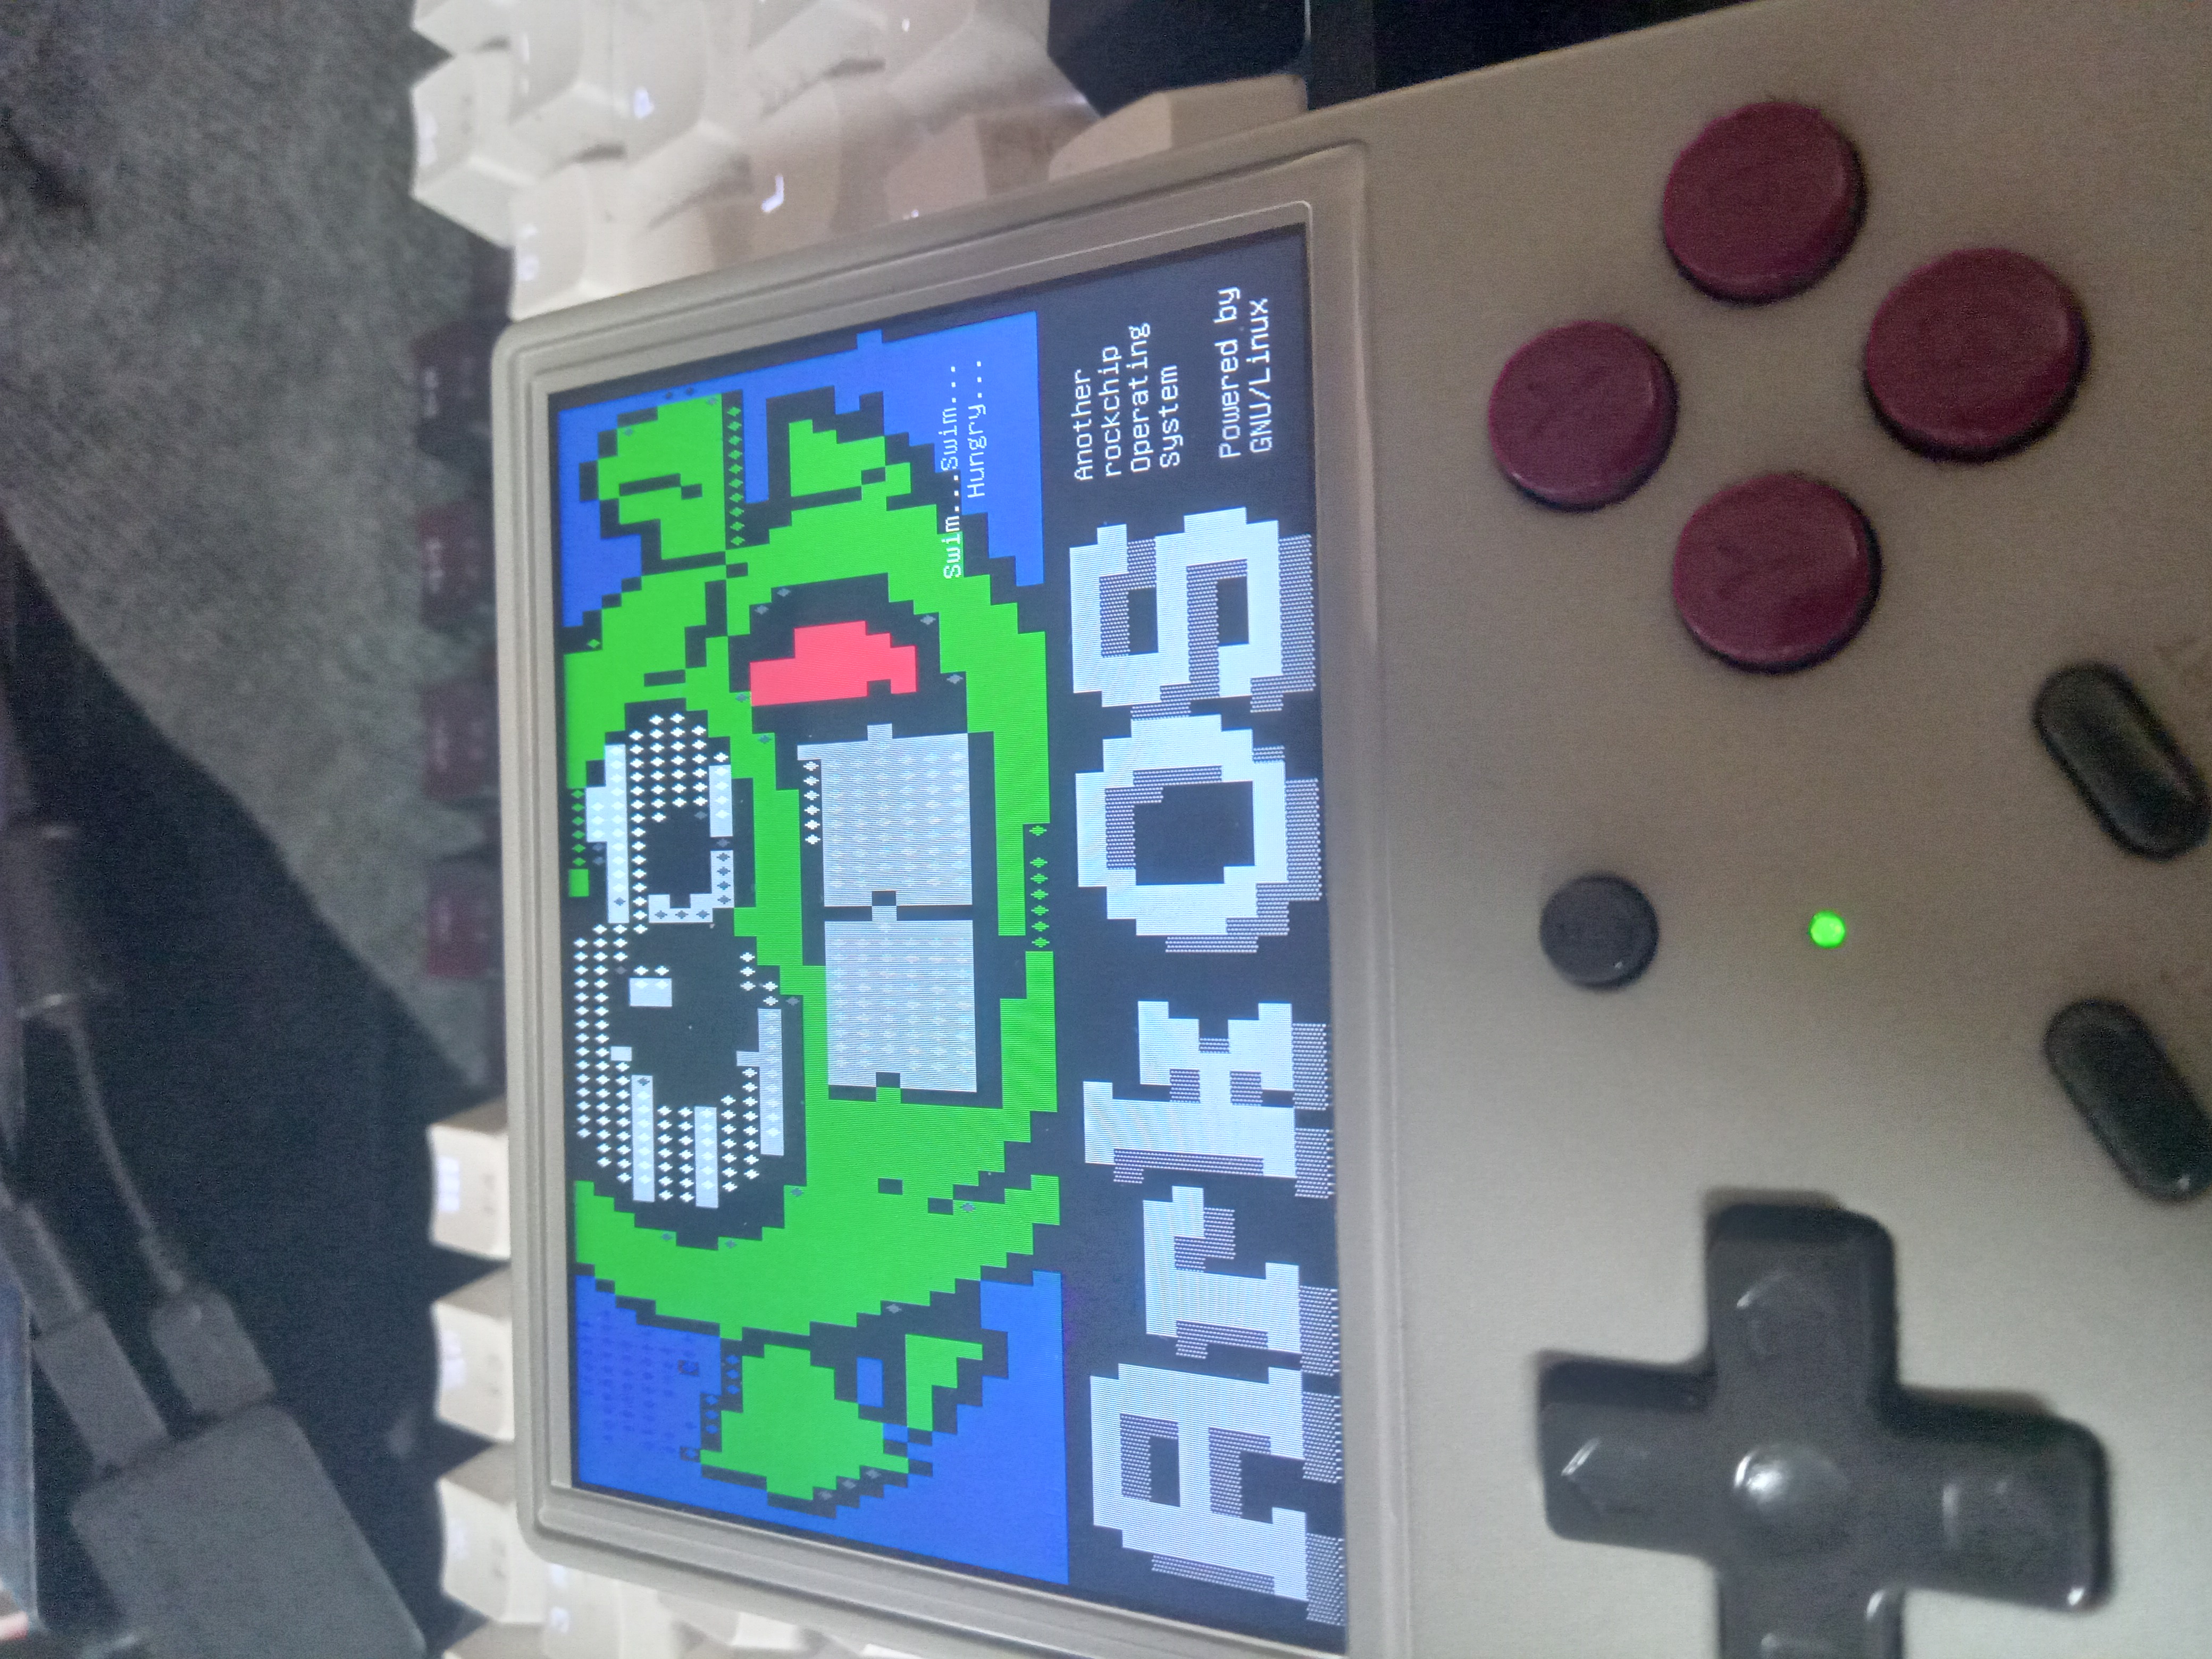 Swim...Swim...
Hungry...
ArkOS
Another
rockchip
Operating
System
Powered by
GNU/Linux
Y